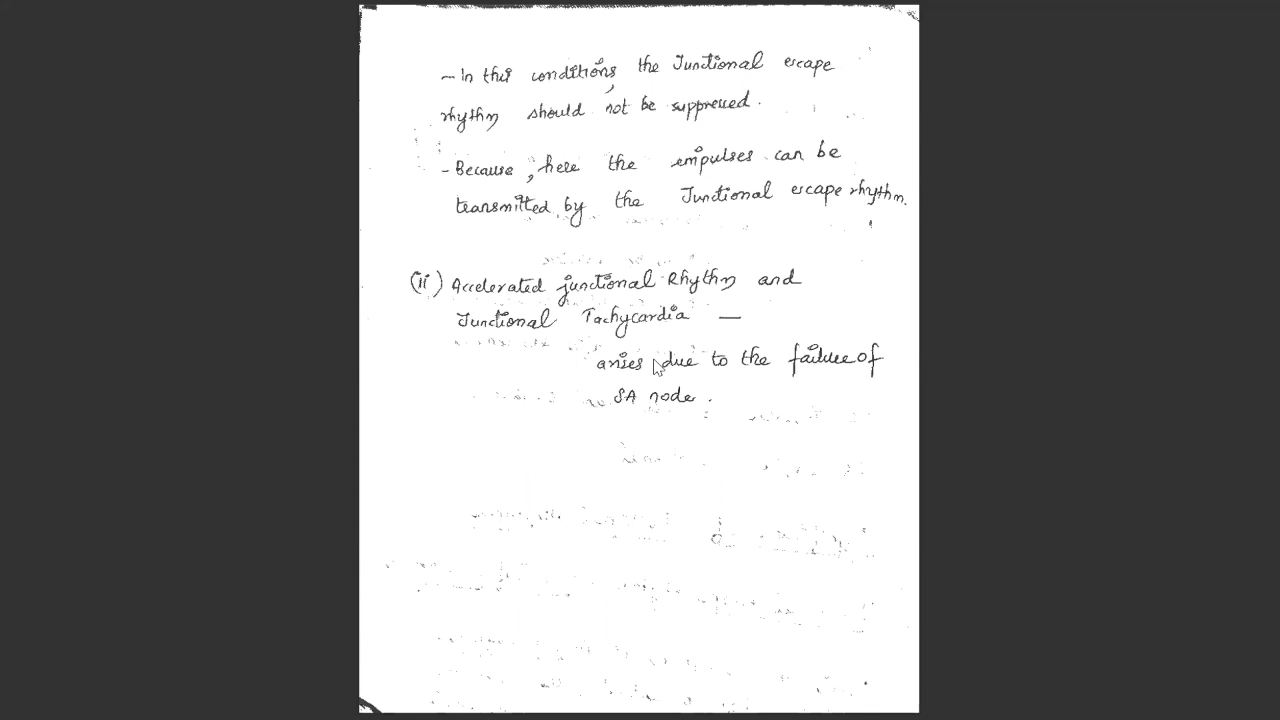 - In this conditions, the Junctional escape
rhythm should not be suppressed.
- Because, here the empulses can be
transmitted by the Junctional escape rhythm.
(ii) Accelerated junctional Rhythm and
Junctional Tachycardia —
arises due to the failure of
SA node.